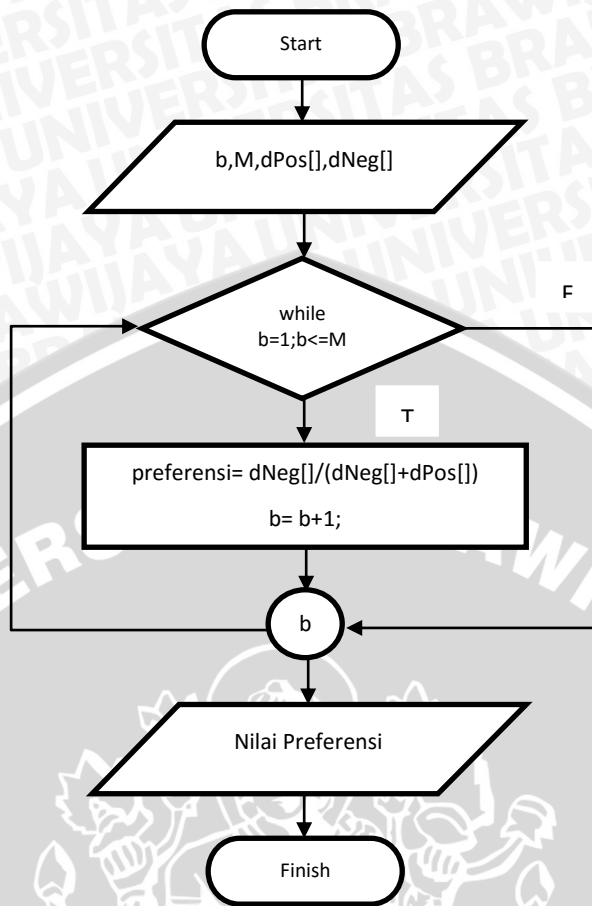 Start
b,M,dPos[],dNeg[]
while
b=1;b<=M
F
T
preferensi= dNeg[]/(dNeg[]+dPos[])
b= b+1;
b
Nilai Preferensi
Finish